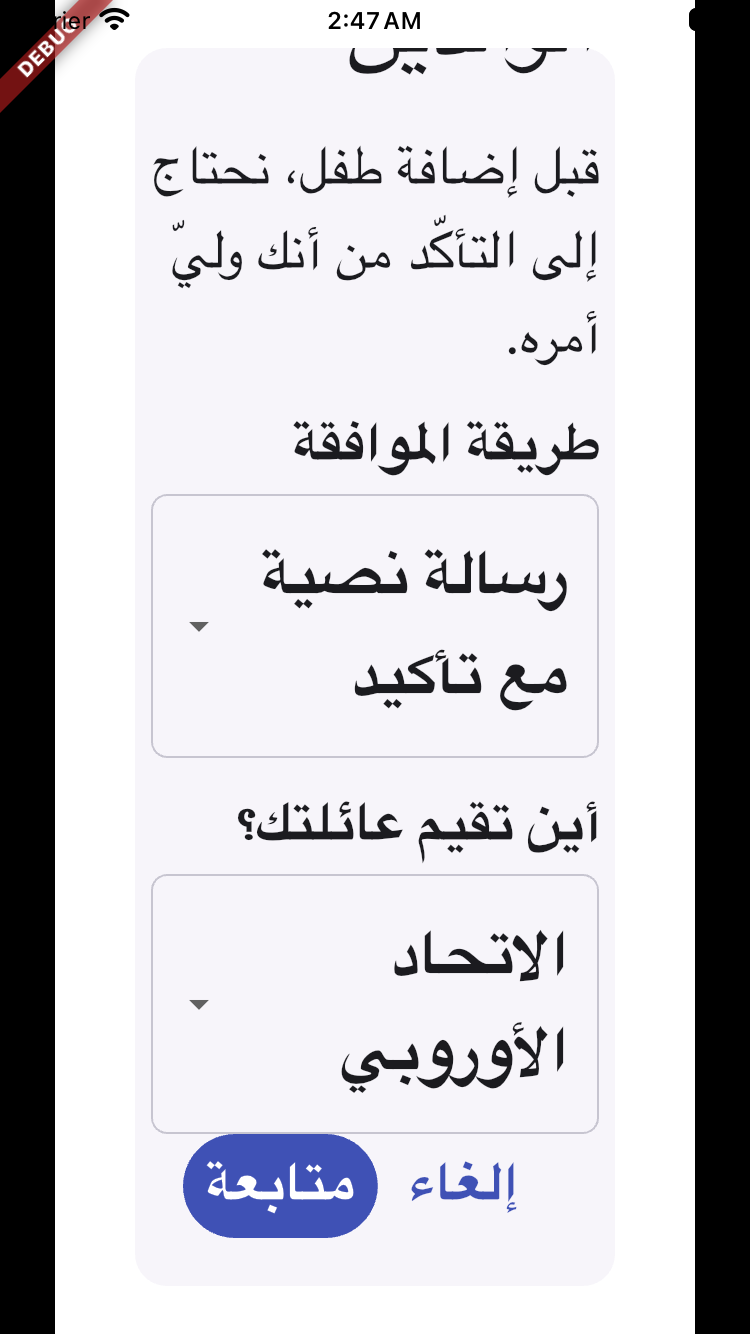 2:47 AM
DEBUG
قبل إضافة طفل، نحتاج
إلى التأكّد من أنك وليّ
أمره.
طريقة الموافقة
رسالة نصية
مع تأكيد
أين تقيم عائلتك؟
الاتحاد
الأوروبي
إلغاء
متابعة